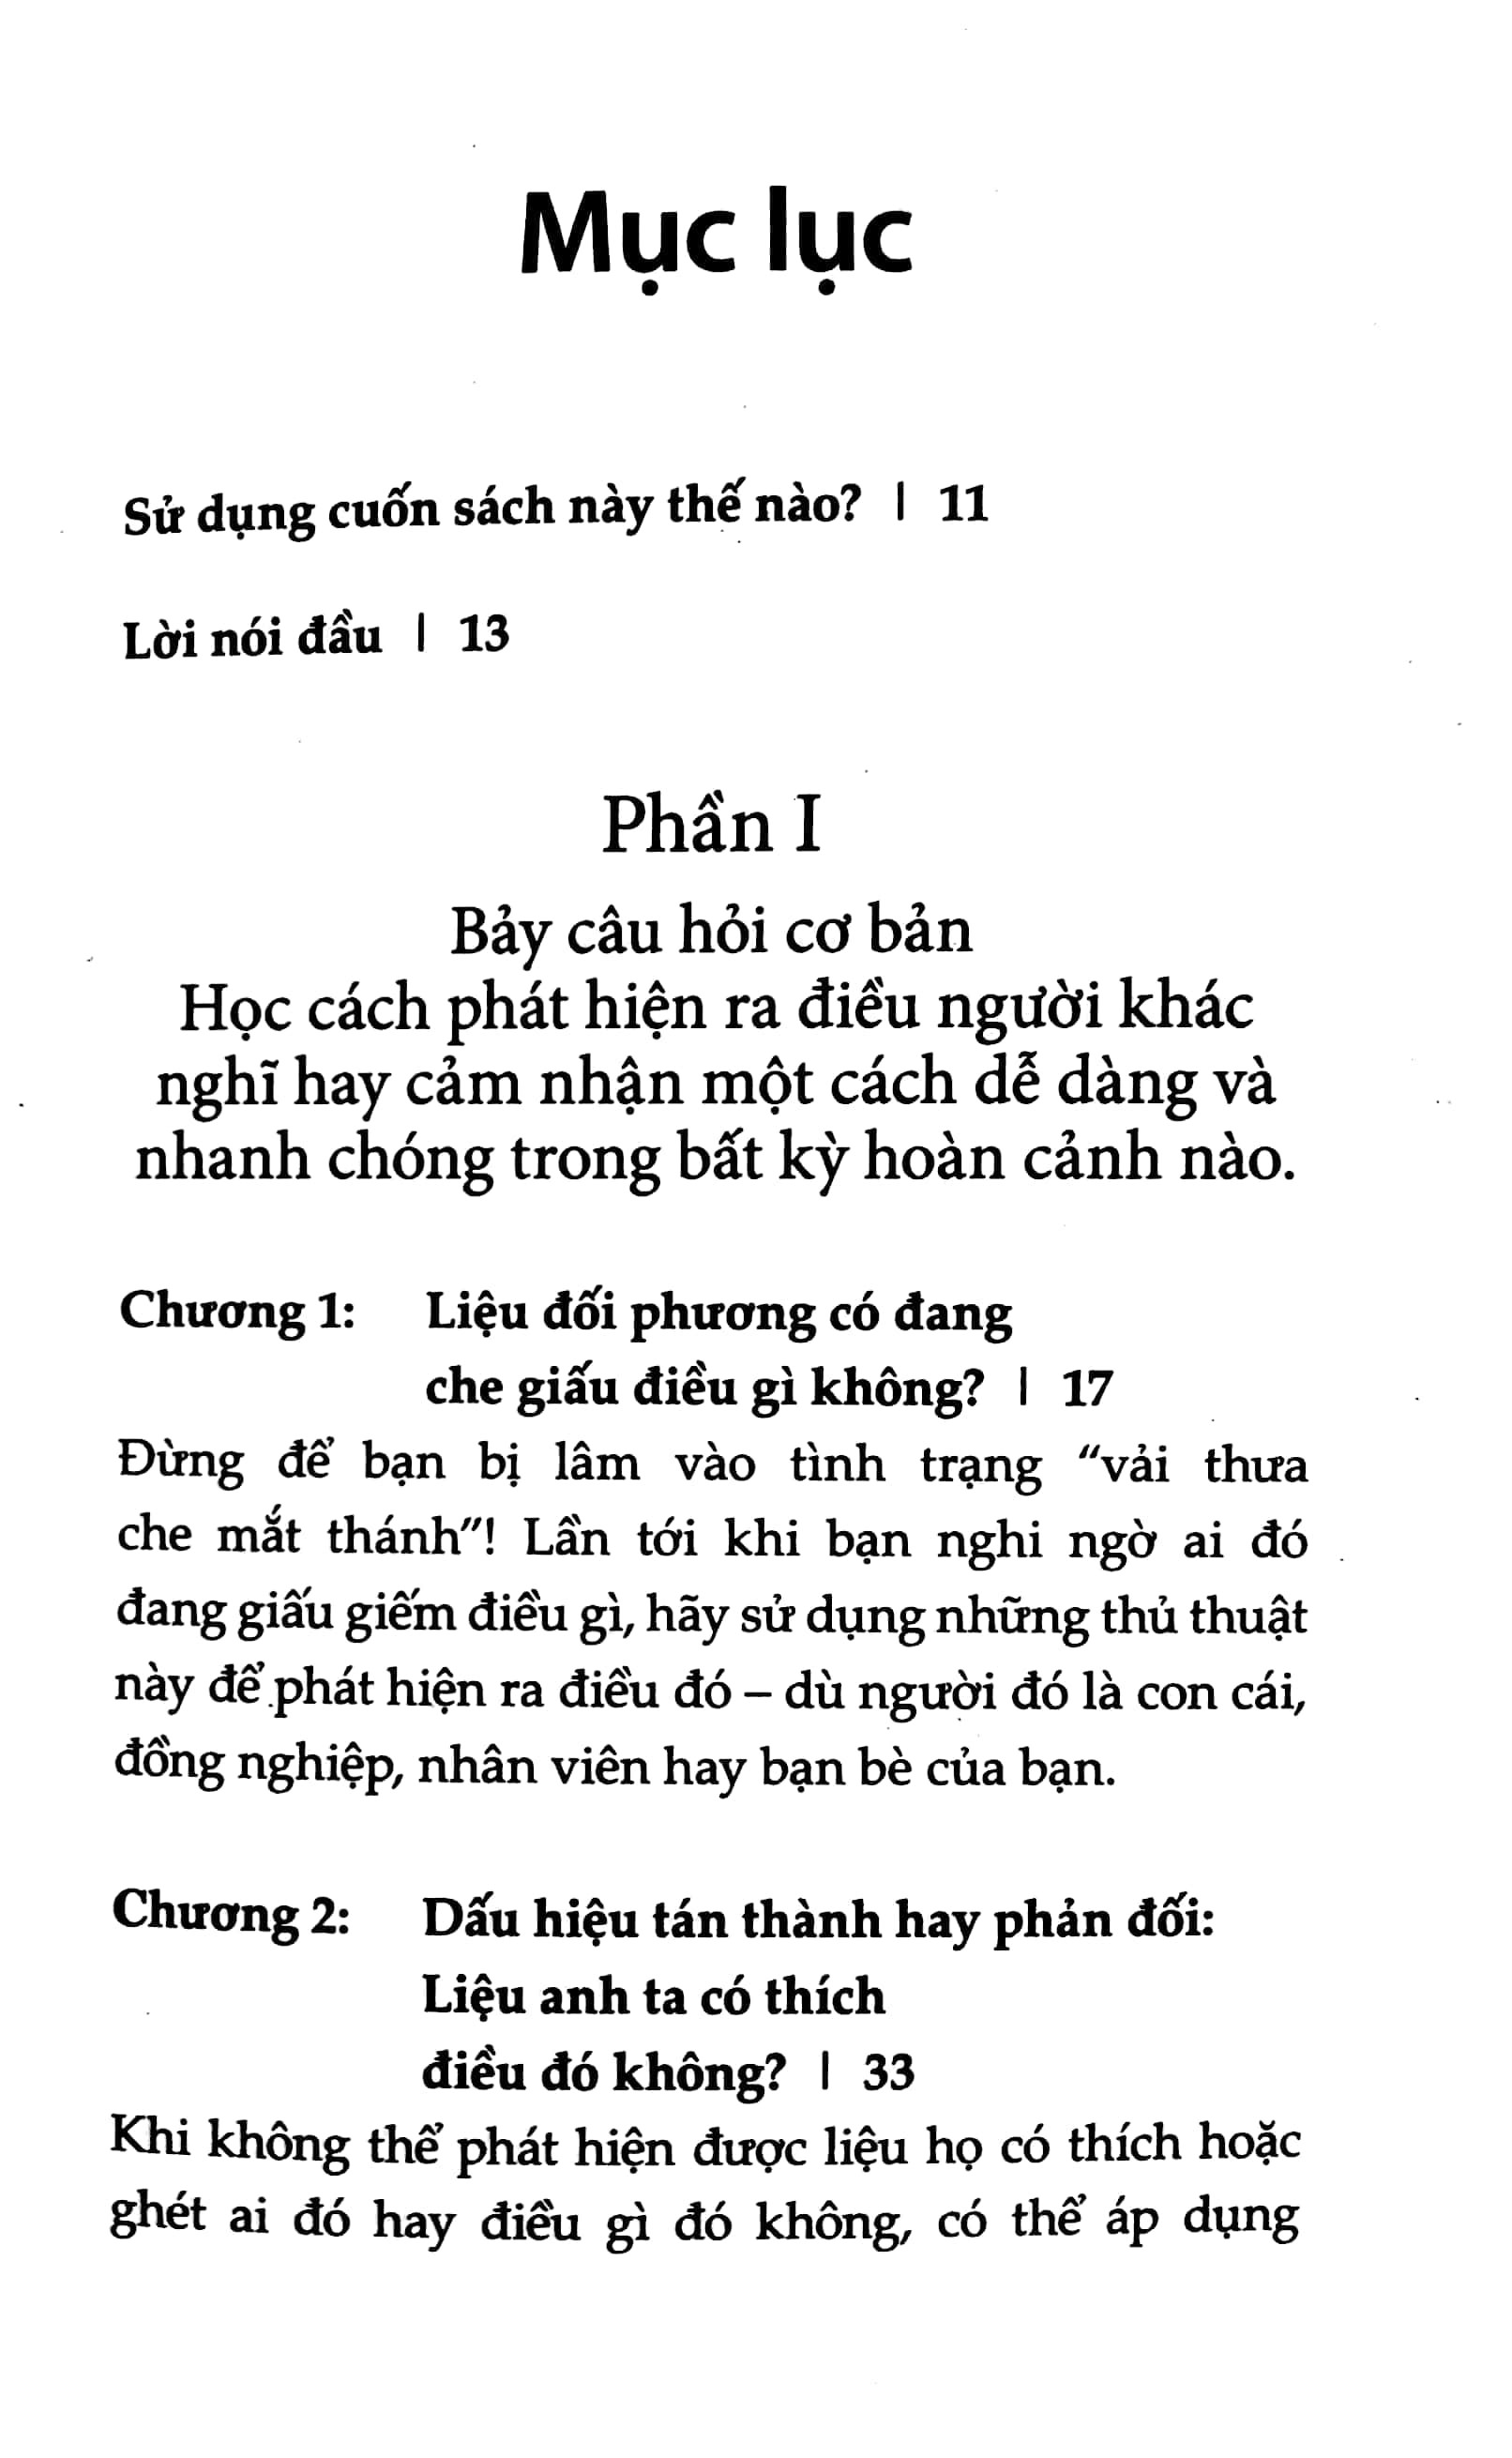 Mục lục
Sử dụng cuốn sách này thế nào? | 11
Lời nói đầu | 13
Phần I
Bảy câu hỏi cơ bản
Học cách phát hiện ra điều người khác
nghĩ hay cảm nhận một cách dễ dàng và
nhanh chóng trong bất kỳ hoàn cảnh nào.
Chương 1: Liệu đối phương có đang
che giấu điều gì không? | 17
Đừng để bạn bị lâm vào tình trạng “vải thưa
che mắt thánh”! Lần tới khi bạn nghi ngờ ai đó
đang giấu giếm điều gì, hãy sử dụng những thủ thuật
này để phát hiện ra điều đó – dù người đó là con cái,
đồng nghiệp, nhân viên hay bạn bè của bạn.
Chương 2: Dấu hiệu tán thành hay phản đối:
Liệu anh ta có thích
điều đó không? | 33
Khi không thể phát hiện được liệu họ có thích hoặc
ghét ai đó hay điều gì đó không, có thể áp dụng